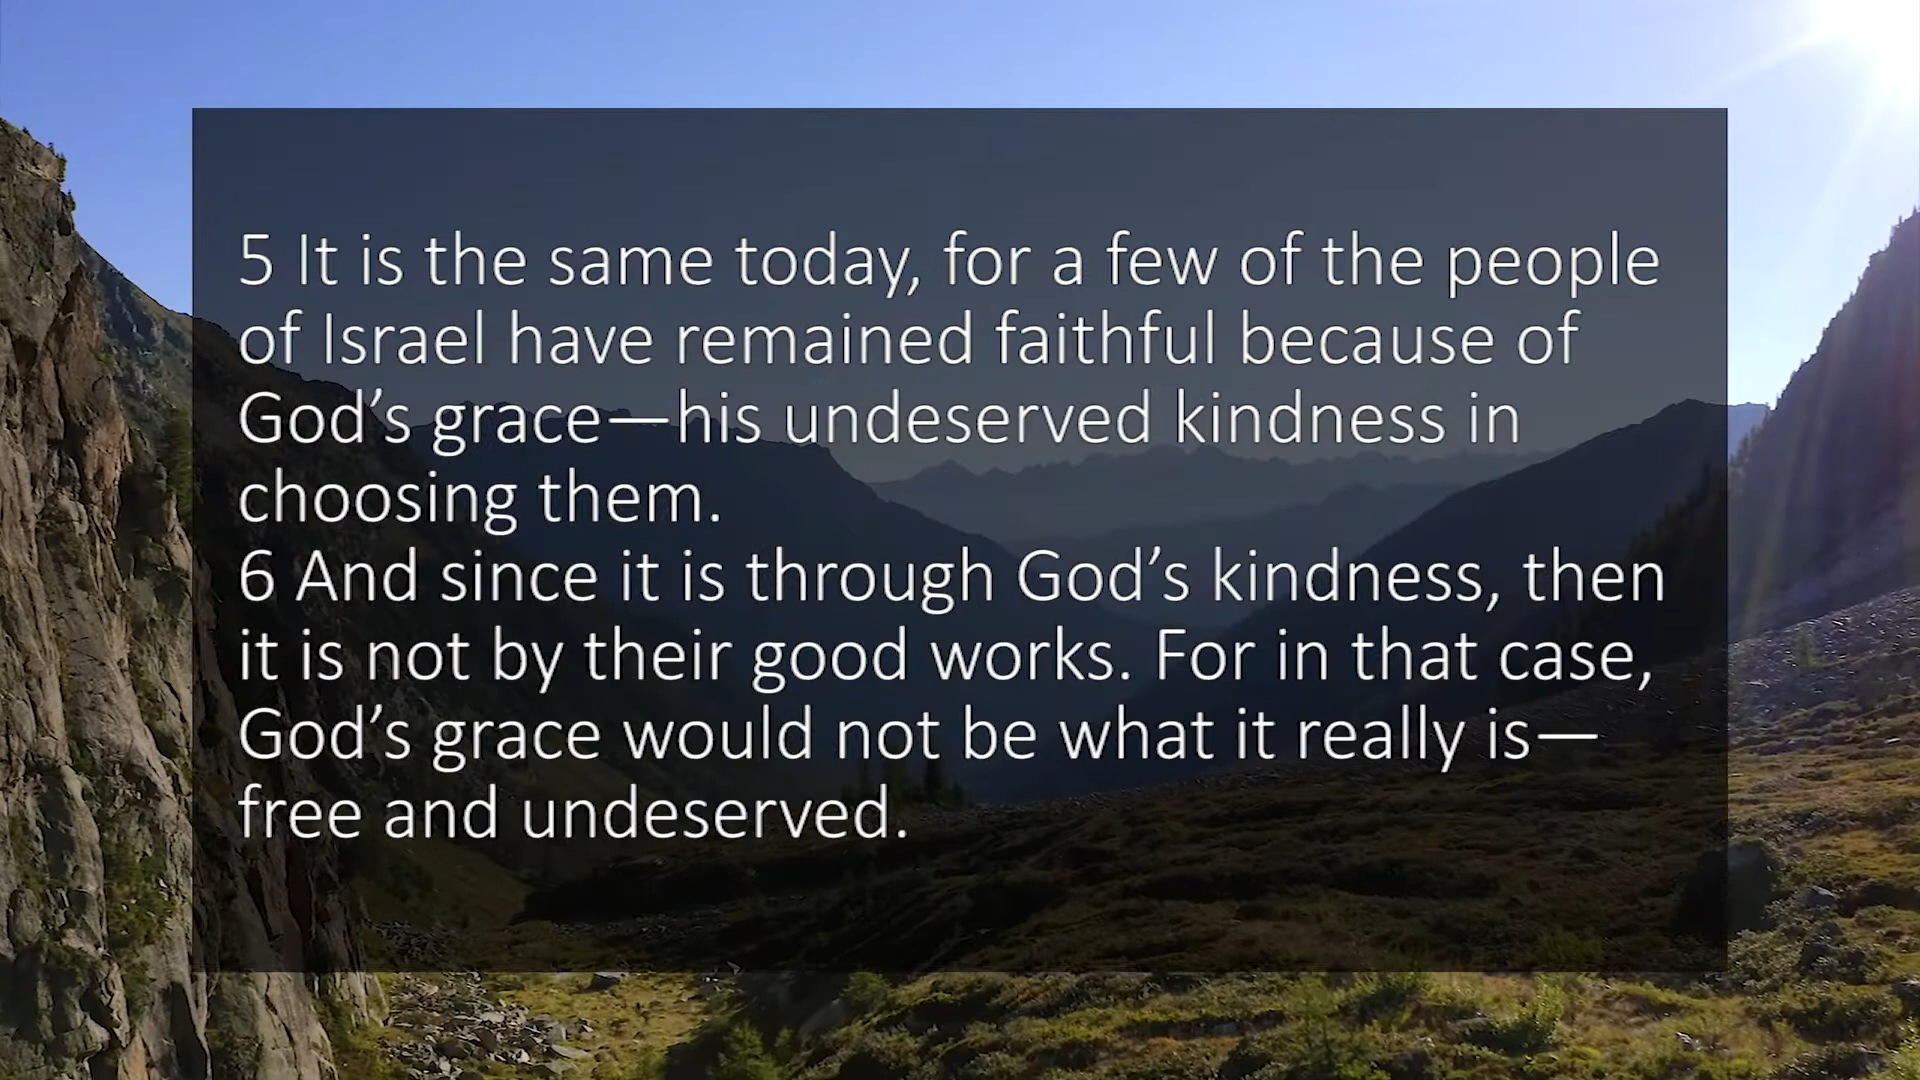 5 It is the same today, for a few of the people
of Israel have remained faithful because of
God’s grace—his undeserved kindness in
choosing them.
6 And since it is through God’s kindness, then
it is not by their good works. For in that case,
God’s grace would not be what it really is—
free and undeserved.